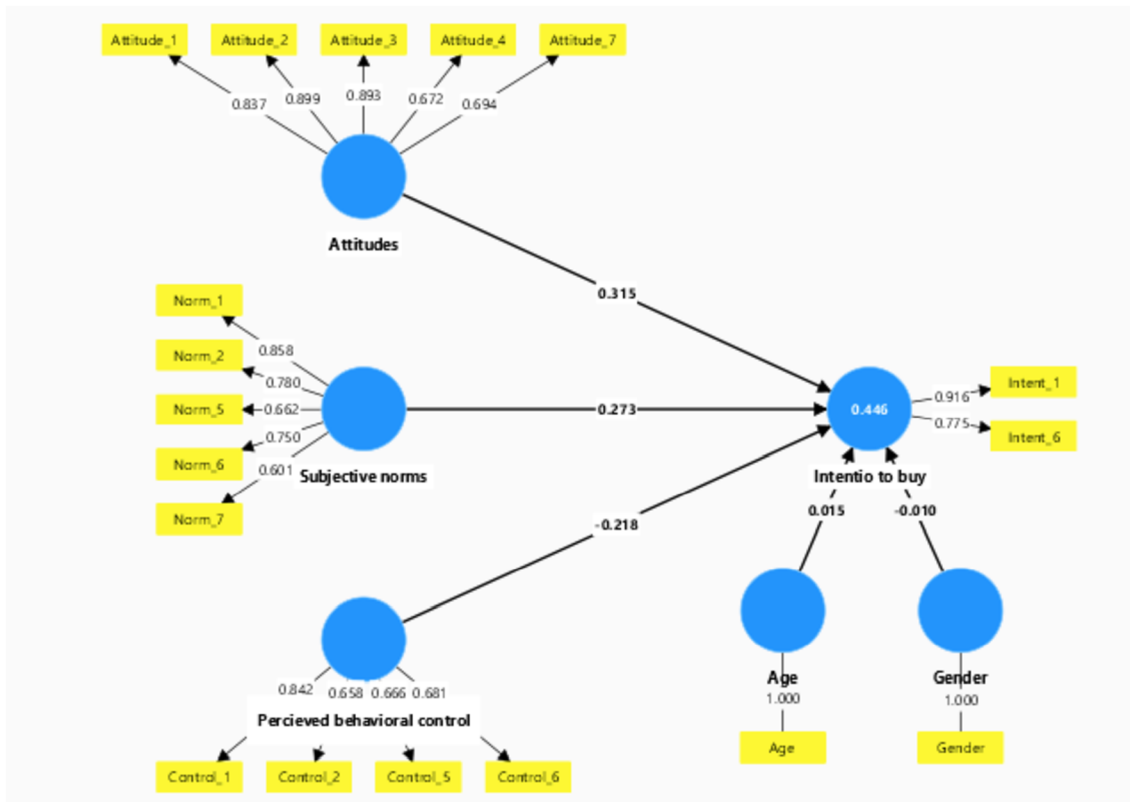 Attitude_1 Attitude_2 Attitude_3 Attitude_4 Attitude_7
0.837 0.899 0.893 0.672 0.694
Attitudes
0.315
Norm_1
0.858
Norm_2
0.780
Norm_5
0.662
0.750
Norm_6
0.601
Norm_7
Subjective norms
0.273
0.446
Intent_1
0.916
0.775
Intent_6
Intentio to buy
-0.218
0.015 -0.010
0.842 0.658 0.666 0.681
Percieved behavioral control
Control_1 Control_2 Control_5 Control_6
Age Gender
1.000 1.000
Age Gender